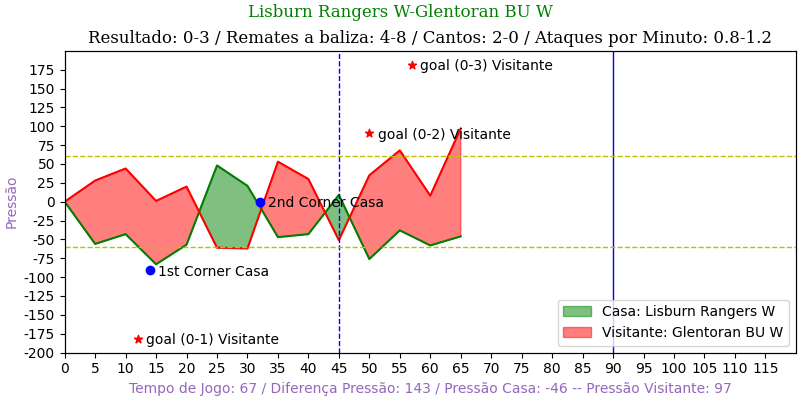 Lisburn Rangers W-Glentoran BU W
Resultado: 0-3 / Remates a baliza: 4-8 / Cantos: 2-0 / Ataques por Minuto: 0.8-1.2
Pressão
175
150
125
100
75
50
25
0
-25
-50
-75
-100
-125
-150
-175
-200
goal (0-3) Visitante
goal (0-2) Visitante
2nd Corner Casa
1st Corner Casa
goal (0-1) Visitante
Casa: Lisburn Rangers W
Visitante: Glentoran BU W
0 5 10 15 20 25 30 35 40 45 50 55 60 65 70 75 80 85 90 95 100 105 110 115
Tempo de Jogo: 67 / Diferença Pressão: 143 / Pressão Casa: -46 -- Pressão Visitante: 97